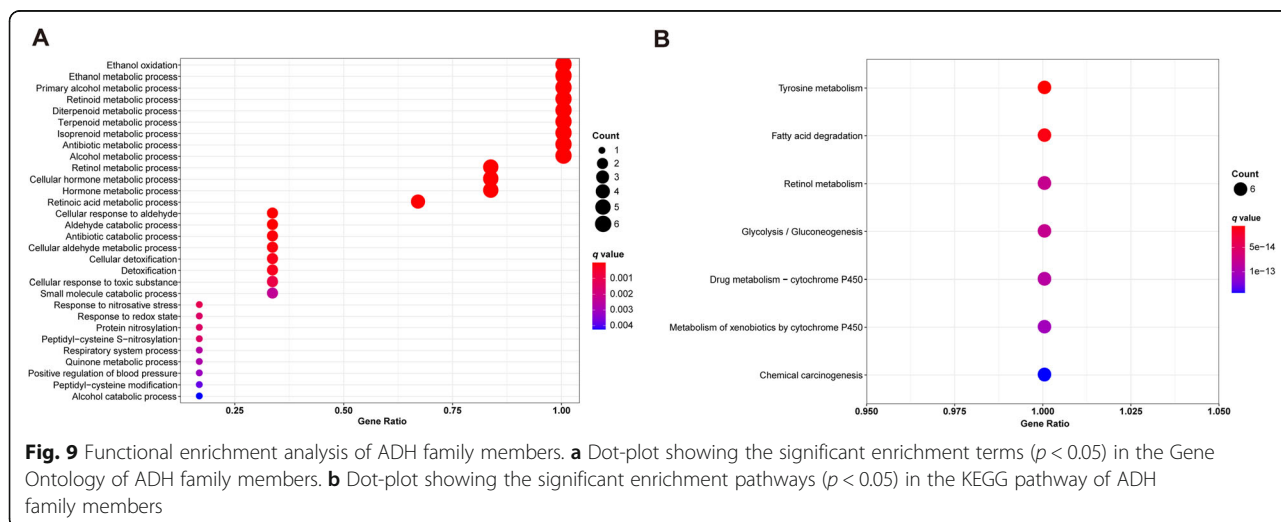 A
Ethanol oxidation
Ethanol metabolic process
Primary alcohol metabolic process
Retinoid metabolic process
Diterpenoid metabolic process
Terpenoid metabolic process
Isoprenoid metabolic process
Antibiotic metabolic process
Alcohol metabolic process
Retinol metabolic process
Cellular hormone metabolic process
Hormone metabolic process
Retinoic acid metabolic process
Cellular response to aldehyde
Aldehyde catabolic process
Antibiotic catabolic process
Cellular aldehyde metabolic process
Cellular detoxification
Detoxification
Cellular response to toxic substance
Small molecule catabolic process
Response to nitrosative stress
Response to redox state
Protein nitrosylation
Peptidyl-cysteine S-nitrosylation
Respiratory system process
Quinone metabolic process
Positive regulation of blood pressure
Peptidyl-cysteine modification
Alcohol catabolic process
0.25 0.50 0.75 1.00
Gene Ratio
Count
1
2
3
4
5
6
q value
0.001
0.002
0.003
0.004
B
Tyrosine metabolism
Fatty acid degradation
Retinol metabolism
Glycolysis / Gluconeogenesis
Drug metabolism − cytochrome P450
Metabolism of xenobiotics by cytochrome P450
Chemical carcinogenesis
0.950 0.975 1.000 1.025 1.050
Gene Ratio
Count
6
q value
5e-14
1e-13
Fig. 9 Functional enrichment analysis of ADH family members. a Dot-plot showing the significant enrichment terms (p < 0.05) in the Gene
Ontology of ADH family members. b Dot-plot showing the significant enrichment pathways (p < 0.05) in the KEGG pathway of ADH
family members